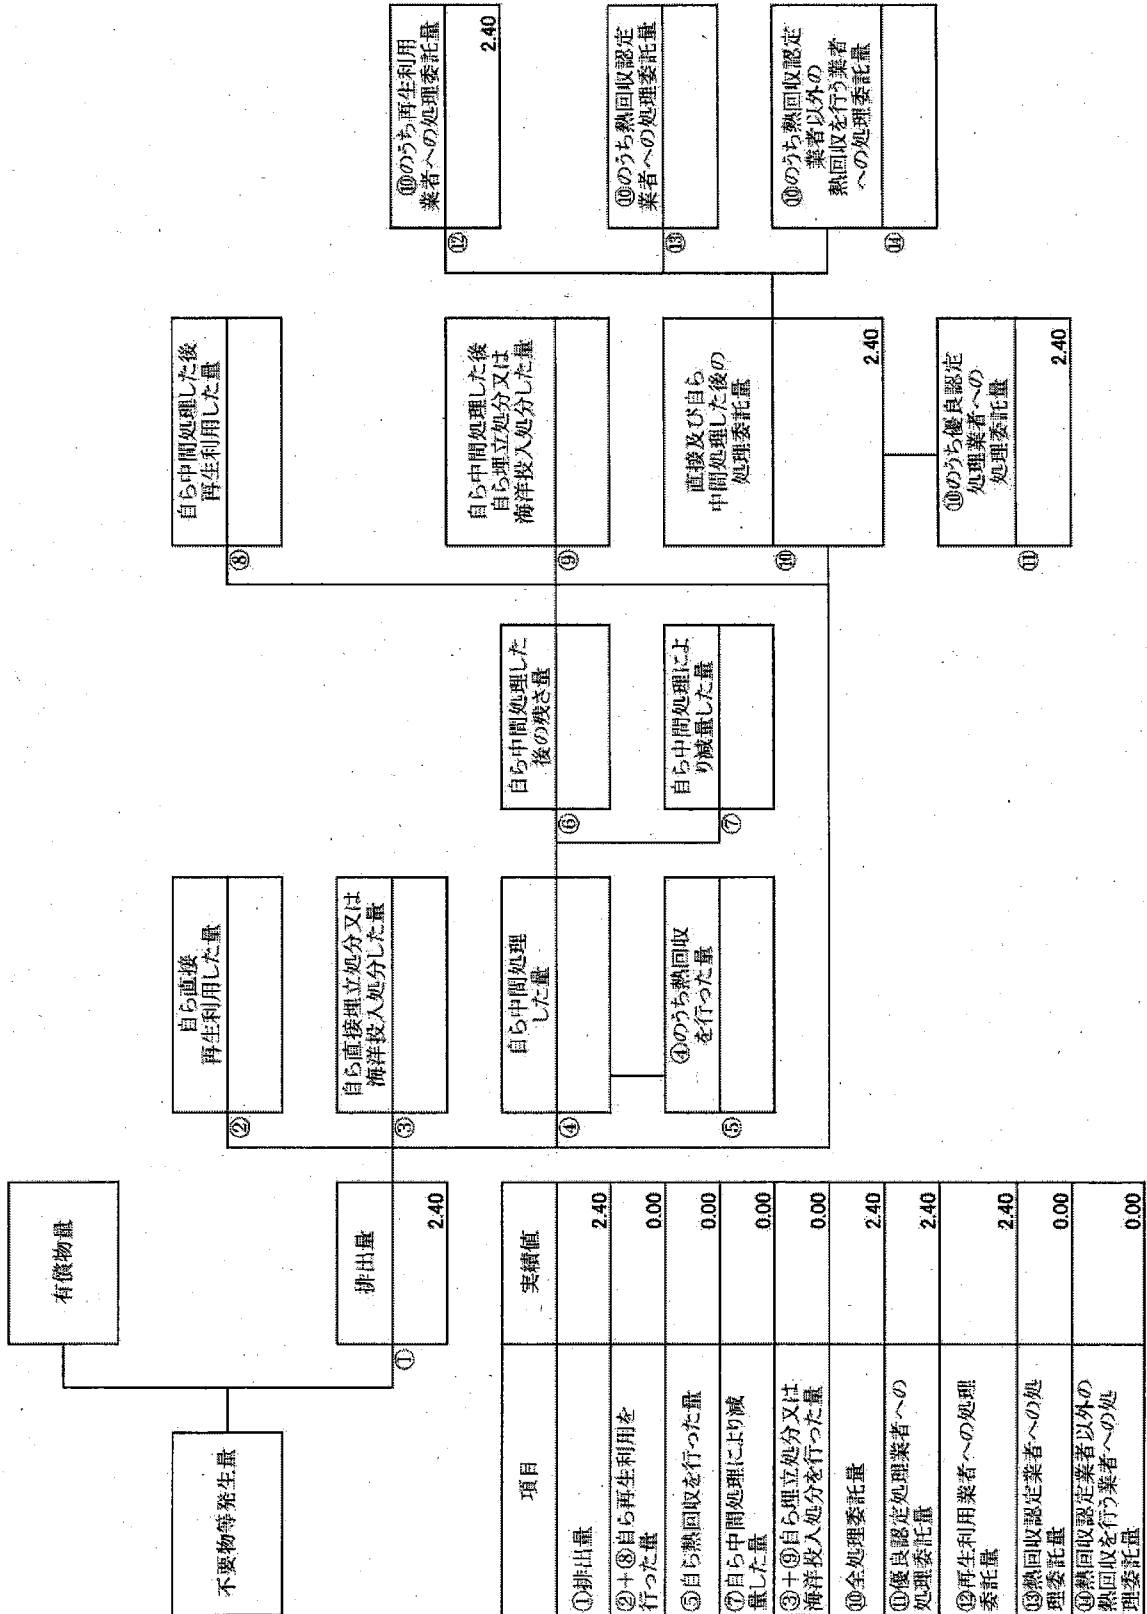 不要物等発生量
有償物量
排出量
①
2.40
自ら直接
再生利用した量
②
自ら直接埋立処分又は
海洋投入処分した量
③
自ら中間処理
した量
④
④のうち熱回収
を行った量
⑤
自ら中間処理した
後の残さ量
⑥
自ら中間処理によ
り減量した量
⑦
自ら中間処理した後
再生利用した量
⑧
自ら中間処理した後
自ら埋立処分又は
海洋投入処分した量
⑨
直接及び自ら
中間処理した後の
処理委託量
⑩
2.40
⑩のうち優良認定
処理業者への
処理委託量
⑪
2.40
⑩のうち再生利用
業者への処理委託量
⑫
2.40
⑩のうち熱回収認定
業者への処理委託量
⑬
⑩のうち熱回収認定
業者以外の
熱回収を行う業者
への処理委託量
⑭
項目 実績値
①排出量 2.40
②+⑧自ら再生利用を
行った量 0.00
⑤自ら熱回収を行った量 0.00
⑦自ら中間処理により減
量した量 0.00
③+⑨自ら埋立処分又は
海洋投入処分を行った量 0.00
⑩全処理委託量 2.40
⑪優良認定処理業者への
処理委託量 2.40
⑫再生利用業者への処理
委託量 2.40
⑬熱回収認定業者への処
理委託量 0.00
⑭熱回収認定業者以外の
熱回収を行う業者への処
理委託量 0.00